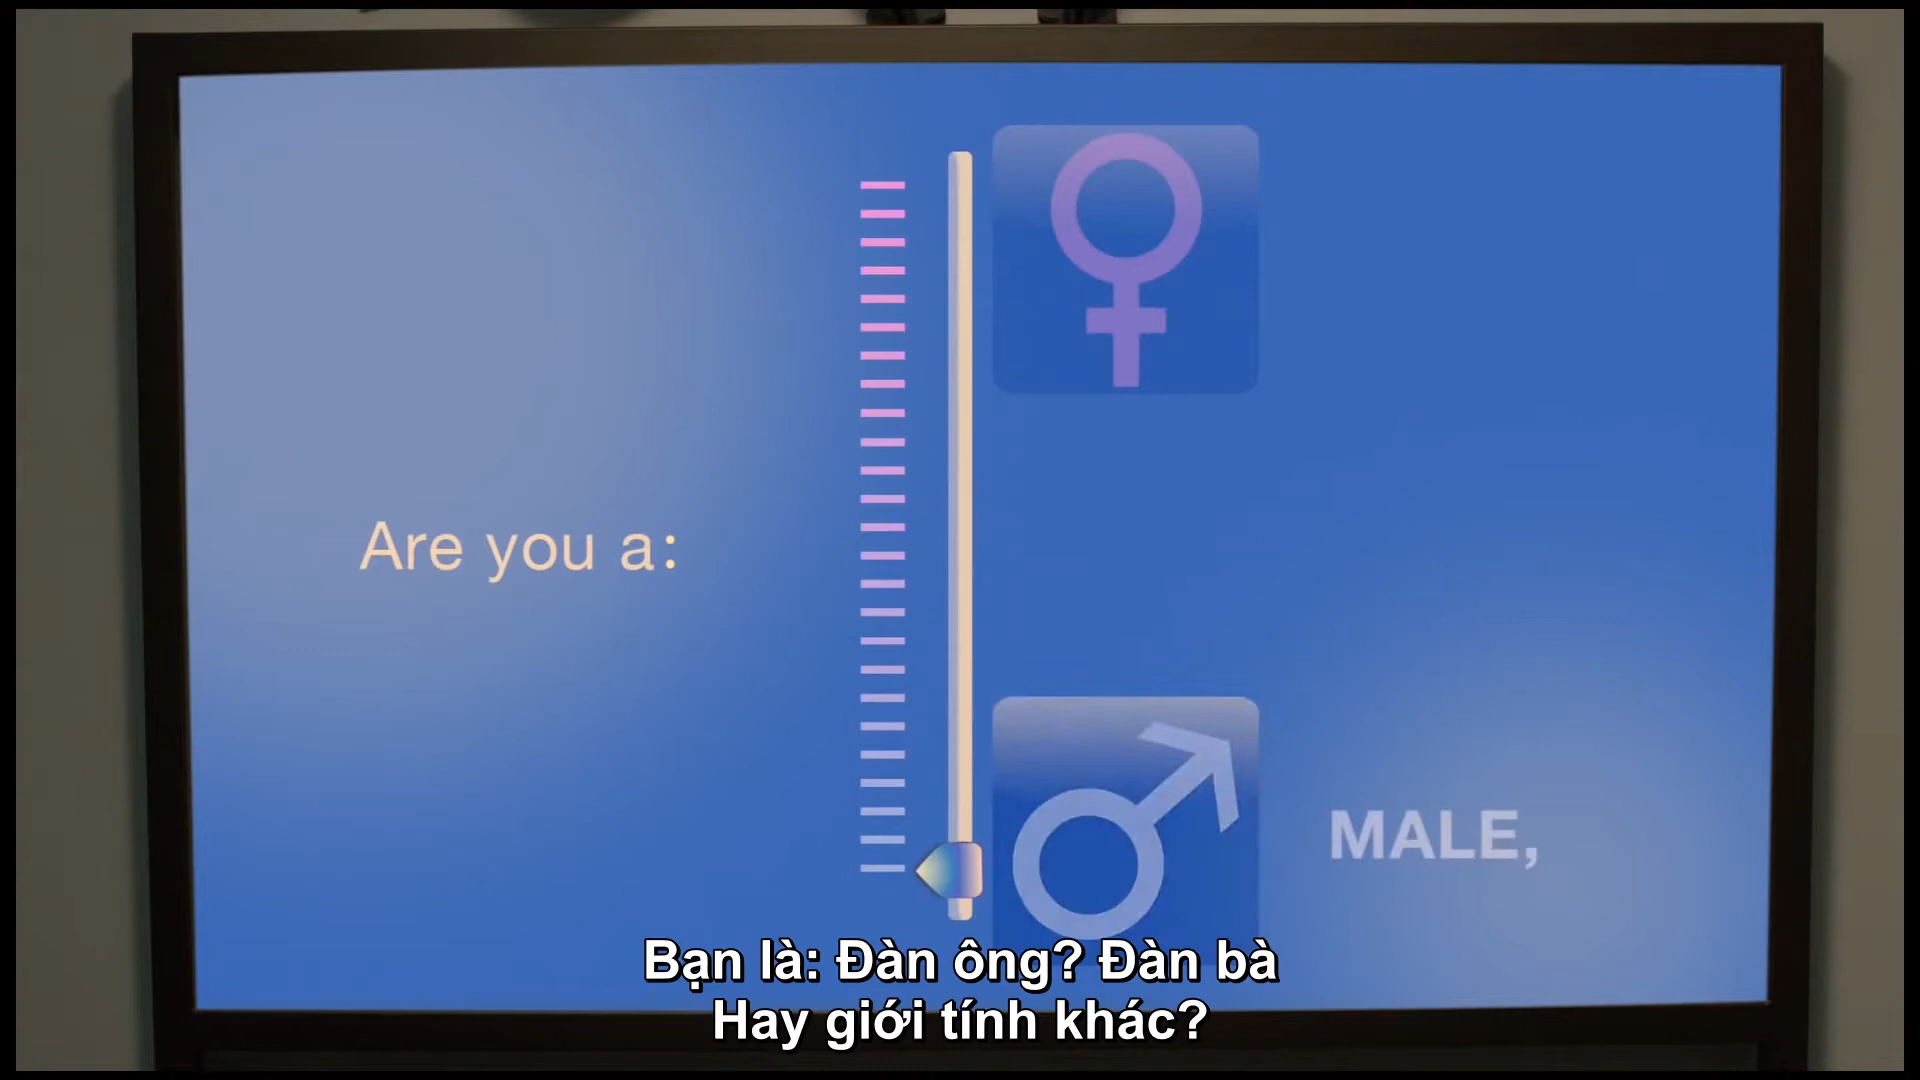 Are you a:
MALE,
Bạn là: Đàn ông? Đàn bà
Hay giới tính khác?